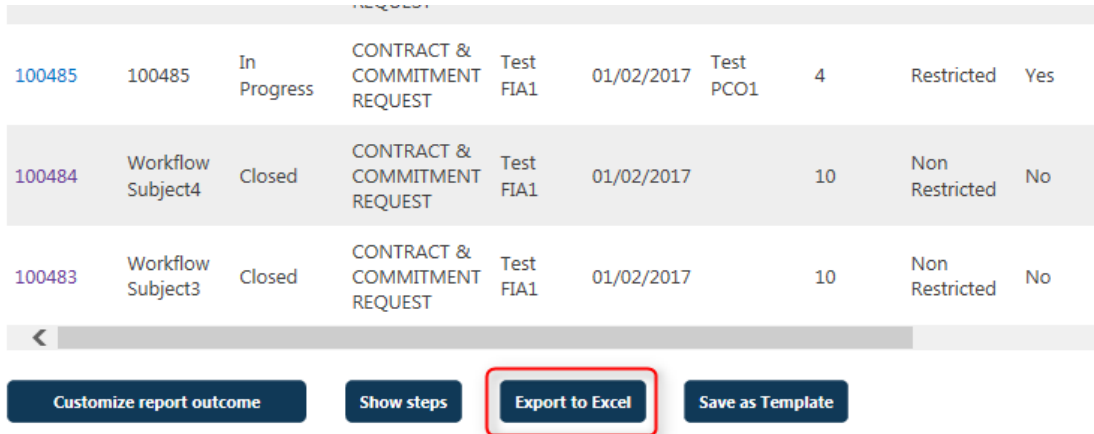 100485 100485 In Progress CONTRACT & COMMITMENT REQUEST Test FIA1 01/02/2017 Test PCO1 4 Restricted Yes
100484 Workflow Subject4 Closed CONTRACT & COMMITMENT REQUEST Test FIA1 01/02/2017 10 Non Restricted No
100483 Workflow Subject3 Closed CONTRACT & COMMITMENT REQUEST Test FIA1 01/02/2017 10 Non Restricted No
Customize report outcome Show steps Export to Excel Save as Template